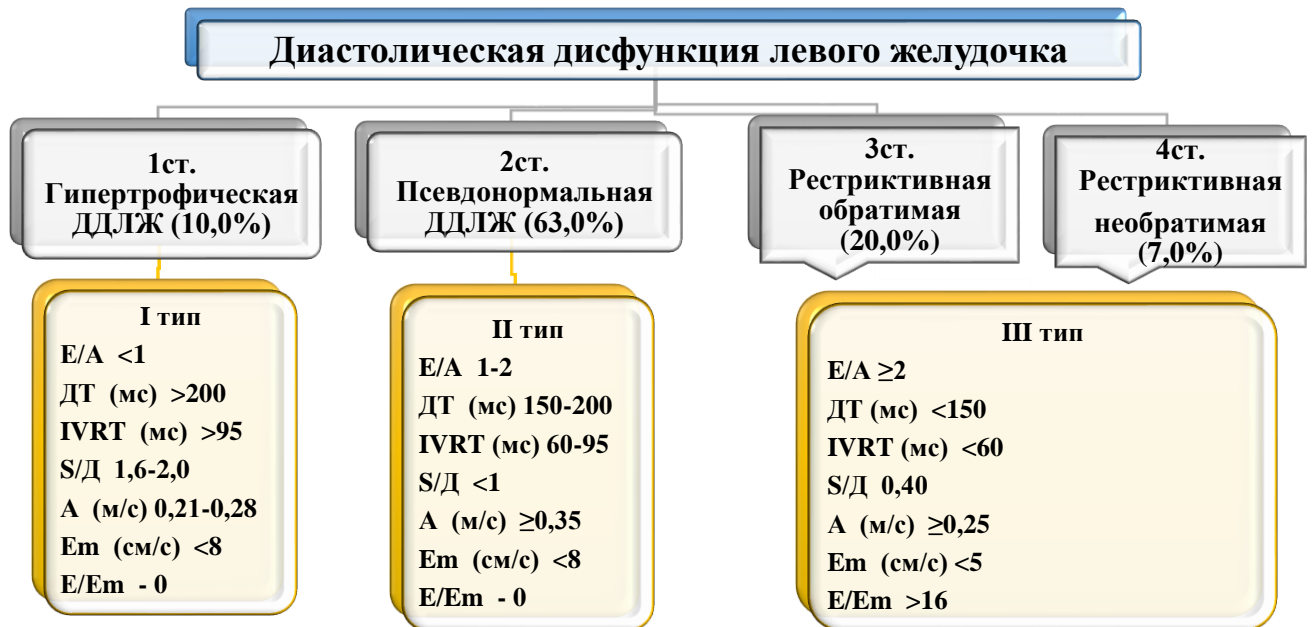 Диастолическая дисфункция левого желудочка
1ст.
Гипертрофическая
ДДЛЖ (10,0%)
2ст.
Псевдонормальная
ДДЛЖ (63,0%)
3ст.
Рестриктивная
обратимая
(20,0%)
4ст.
Рестриктивная
необратимая
(7,0%)
I тип
E/A <1
ДТ (мс) >200
IVRT (мс) >95
S/Д 1,6-2,0
А (м/с) 0,21-0,28
Em (см/с) <8
E/Em - 0
II тип
E/A 1-2
ДТ (мс) 150-200
IVRT (мс) 60-95
S/Д <1
А (м/с) ≥0,35
Em (см/с) <8
E/Em - 0
III тип
E/A ≥2
ДТ (мс) <150
IVRT (мс) <60
S/Д 0,40
А (м/с) ≥0,25
Em (см/с) <5
E/Em >16